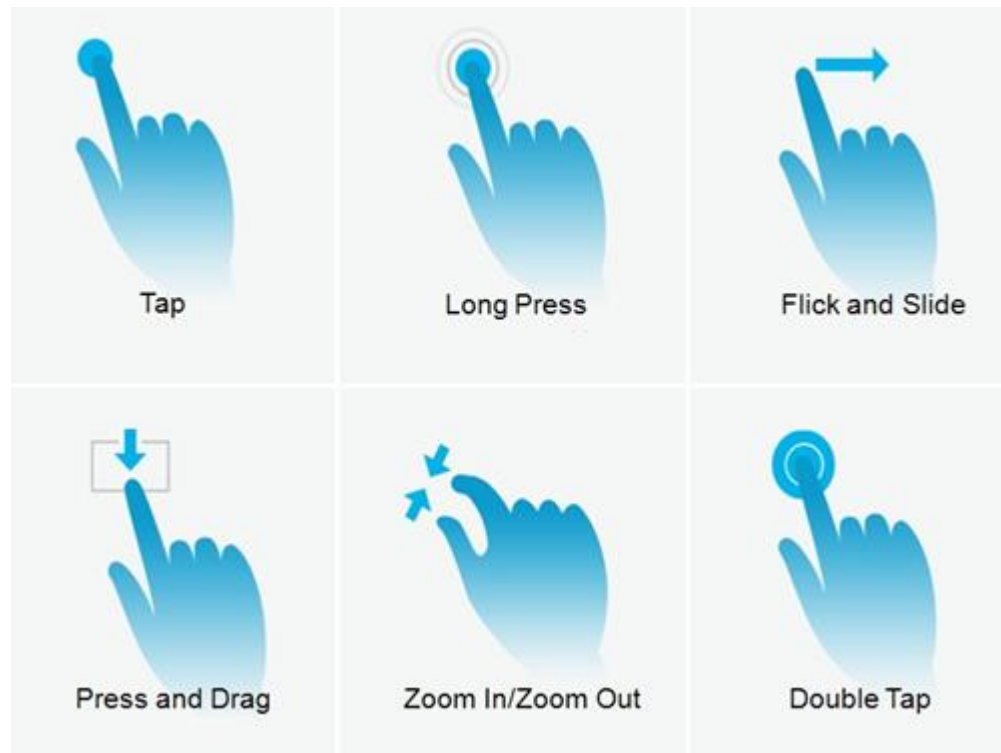 Tap
Long Press
Flick and Slide
Press and Drag
Zoom In/Zoom Out
Double Tap